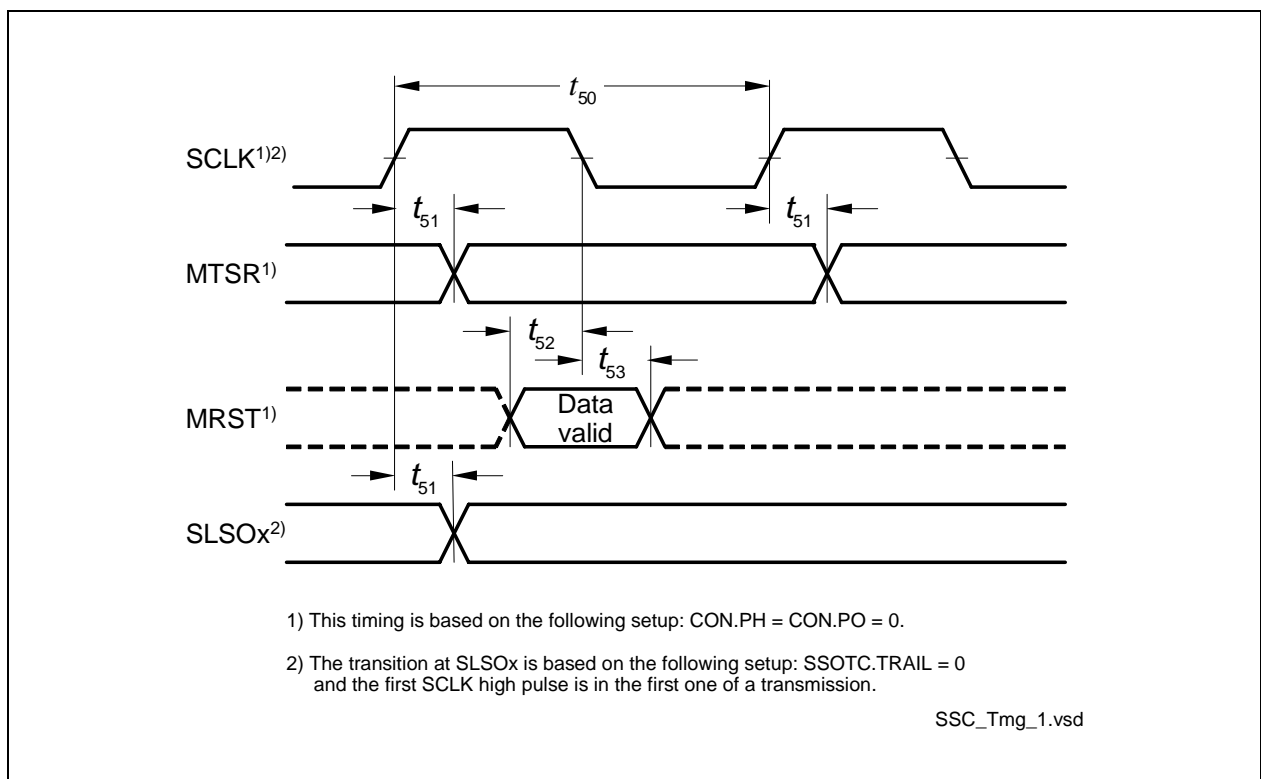 t50
SCLK1)2)
t51
t51
MTSR1)
t52
t53
MRST1)
Data
valid
t51
SLSOx2)
1) This timing is based on the following setup: CON.PH = CON.PO = 0.
2) The transition at SLSOx is based on the following setup: SSOTC.TRAIL = 0
and the first SCLK high pulse is in the first one of a transmission.
SSC_Tmg_1.vsd